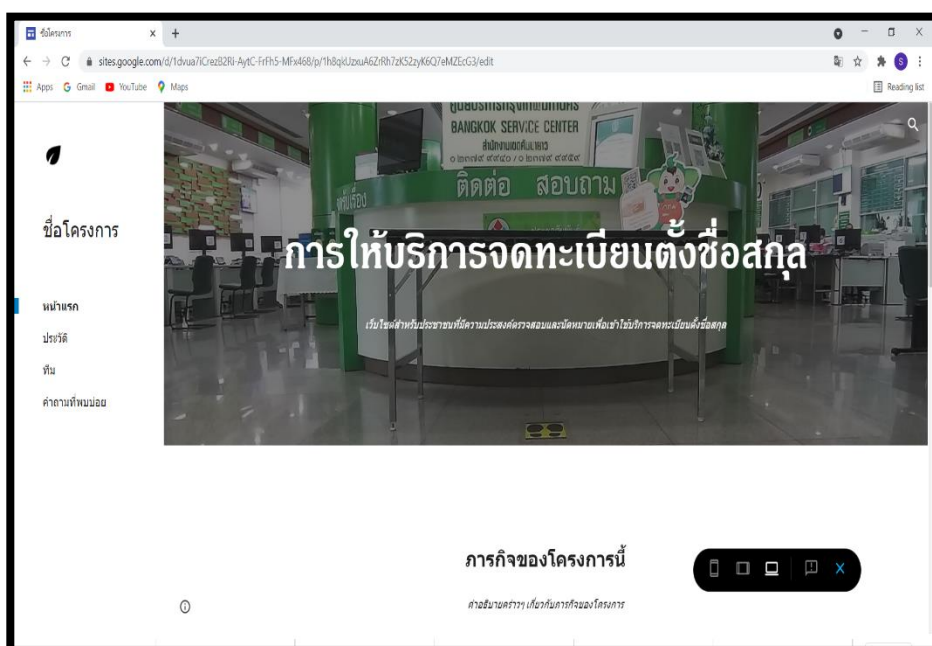 ชื่อโครงการ
sites.google.com/d/1dvua7iCrezB2Ri-AytC-FrFh5-MFx468/p/1h8qkUzxuA6ZrRh7zK52zyK6Q7eMZEcG3/edit
S
Apps Gmail YouTube Maps
Reading list
BANGKOK SERVICE CENTER
ติดต่อ สอบถาม
ชื่อโครงการ
การให้บริการจดทะเบียนตั้งชื่อสกุล
เว็บไซต์สำหรับประชาชนที่มีความประสงค์ตรวจสอบและนัดหมายเพื่อเข้าใช้บริการจดทะเบียนตั้งชื่อสกุล
หน้าแรก
ประวัติ
ทีม
คำถามที่พบบ่อย
ภารกิจของโครงการนี้
คำอธิบายคร่าวๆ เกี่ยวกับภารกิจของโครงการ